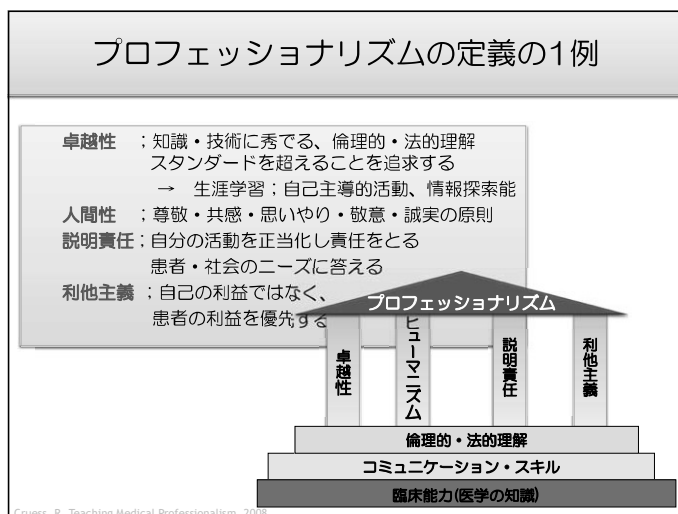 プロフェッショナリズムの定義の1例
卓越性 ；知識・技術に秀でる、倫理的・法的理解
スタンダードを超えることを追求する
→ 生涯学習；自己主導的活動、情報探索能
人間性 ；尊敬・共感・思いやり・敬意・誠実の原則
説明責任；自分の活動を正当化し責任をとる
患者・社会のニーズに答える
利他主義 ；自己の利益ではなく、
患者の利益を優先する
プロフェッショナリズム
卓越性
ヒューマニズム
説明責任
利他主義
倫理的・法的理解
コミュニケーション・スキル
臨床能力(医学の知識)
Cruess, R. Teaching Medical Professionalism, 2008